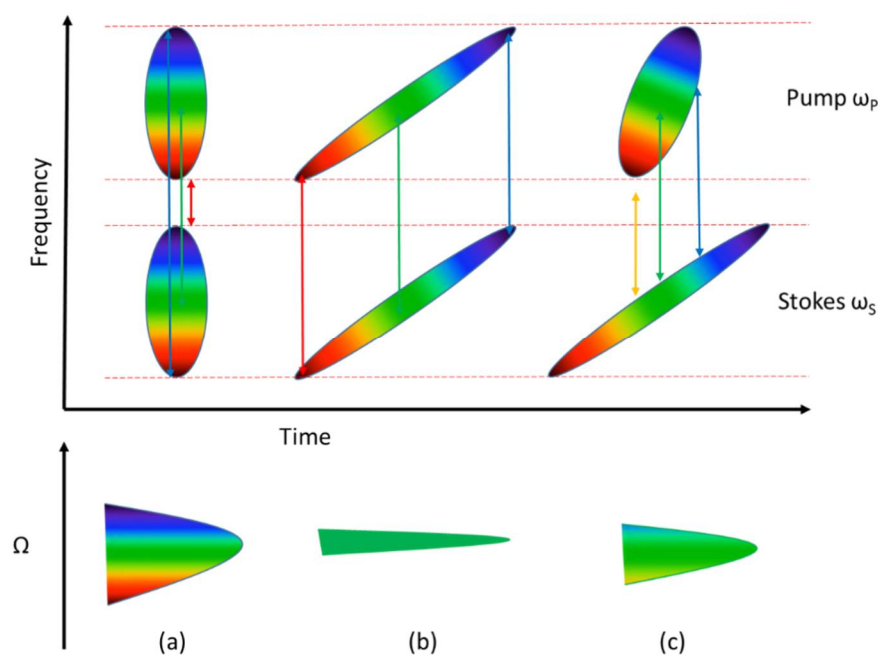 Frequency
Pump ωP
Stokes ωS
Time
Ω
(a)
(b)
(c)